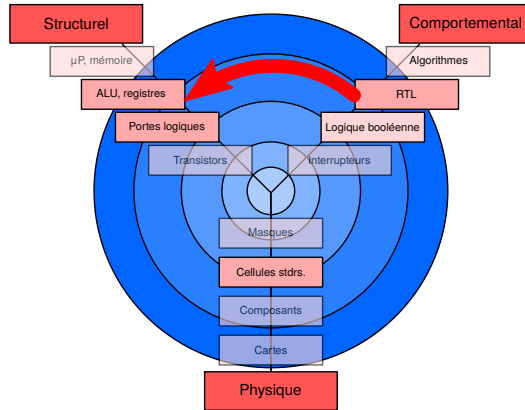 Structurel
Comportemental
µP, mémoire
Algorithmes
ALU, registres
RTL
Portes logiques
Logique booléenne
Transistors
Interrupteurs
Masques
Cellules stdrs.
Composants
Cartes
Physique